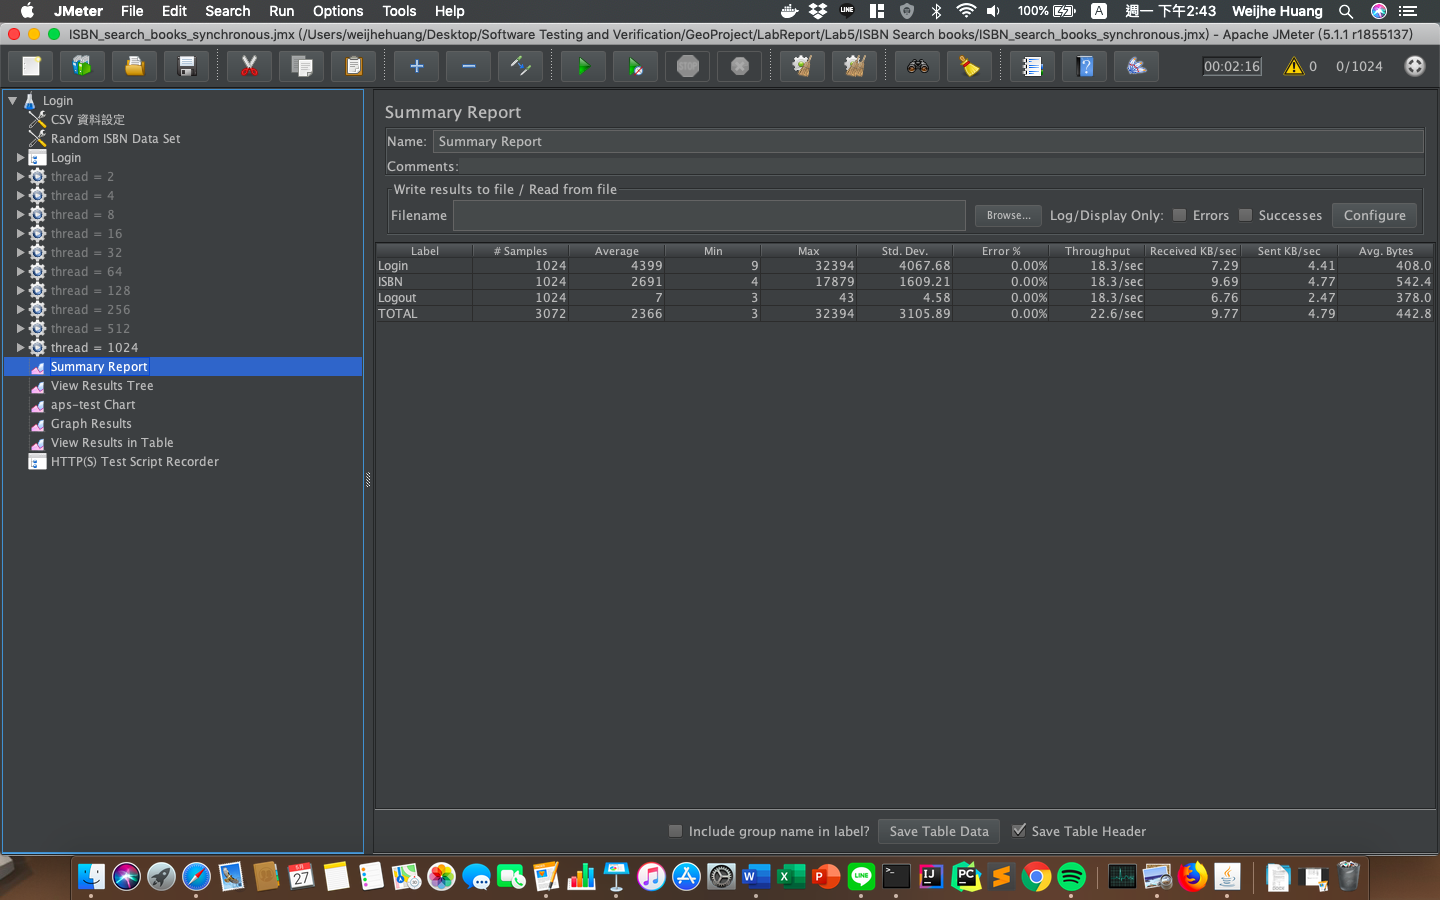 JMeter File Edit Search Run Options Tools Help LINE 100% A 週一 下午2:43 Weijhe Huang
ISBN_search_books_synchronous.jmx (/Users/weijhehuang/Desktop/Software Testing and Verification/GeoProject/LabReport/Lab5/ISBN Search books/ISBN_search_books_synchronous.jmx) - Apache JMeter (5.1.1 r1855137)
STOP ? 00:02:16 0 0/1024
Login
CSV 資料設定
Random ISBN Data Set
Login
thread = 2
thread = 4
thread = 8
thread = 16
thread = 32
thread = 64
thread = 128
thread = 256
thread = 512
thread = 1024
Summary Report
View Results Tree
aps-test Chart
Graph Results
View Results in Table
HTTP(S) Test Script Recorder
Summary Report
Name: Summary Report
Comments:
Write results to file / Read from file
Filename Browse... Log/Display Only: Errors Successes Configure
Label # Samples Average Min Max Std. Dev. Error % Throughput Received KB/sec Sent KB/sec Avg. Bytes
Login 1024 4399 9 32394 4067.68 0.00% 18.3/sec 7.29 4.41 408.0
ISBN 1024 2691 4 17879 1609.21 0.00% 18.3/sec 9.69 4.77 542.4
Logout 1024 7 3 43 4.58 0.00% 18.3/sec 6.76 2.47 378.0
TOTAL 3072 2366 3 32394 3105.89 0.00% 22.6/sec 9.77 4.79 442.8
Include group name in label? Save Table Data Save Table Header
27 W X P LINE >_ IJ PC S